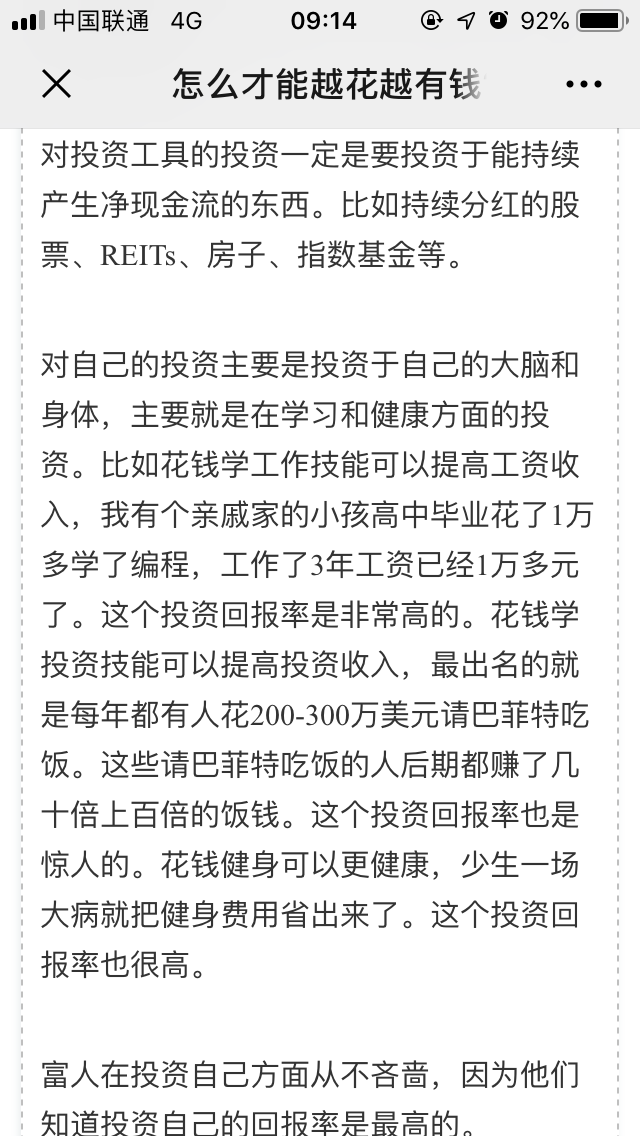 中国联通 4G 09:14 92%
怎么才能越花越有钱
对投资工具的投资一定是要投资于能持续
产生净现金流的东西。比如持续分红的股
票、REITs、房子、指数基金等。
对自己的投资主要是投资于自己的大脑和
身体，主要就是在学习和健康方面的投
资。比如花钱学工作技能可以提高工资收
入，我有个亲戚家的小孩高中毕业花了1万
多学了编程，工作了3年工资已经1万多元
了。这个投资回报率是非常高的。花钱学
投资技能可以提高投资收入，最出名的就
是每年都有人花200-300万美元请巴菲特吃
饭。这些请巴菲特吃饭的人后期都赚了几
十倍上百倍的饭钱。这个投资回报率也是
惊人的。花钱健身可以更健康，少生一场
大病就把健身费用省出来了。这个投资回
报率也很高。
富人在投资自己方面从不吝啬，因为他们
知道投资自己的回报率是最高的。